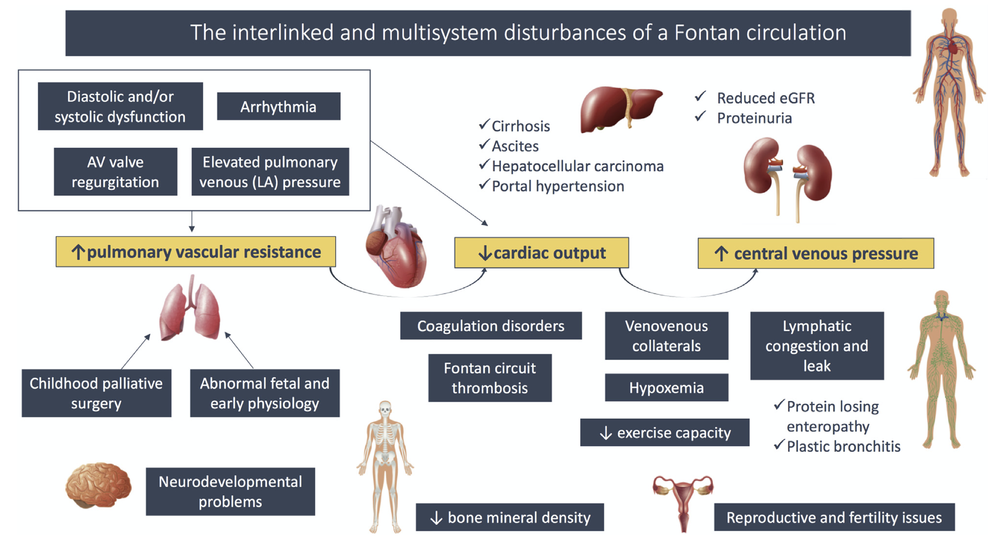 The interlinked and multisystem disturbances of a Fontan circulation
Diastolic and/or
systolic dysfunction
Arrhythmia
AV valve
regurgitation
Elevated pulmonary
venous (LA) pressure
✓ Cirrhosis
✓ Ascites
✓ Hepatocellular carcinoma
✓ Portal hypertension
✓ Reduced eGFR
✓ Proteinuria
↑pulmonary vascular resistance
↓cardiac output
↑ central venous pressure
Childhood palliative
surgery
Abnormal fetal and
early physiology
Coagulation disorders
Fontan circuit
thrombosis
Venovenous
collaterals
Hypoxemia
↓ exercise capacity
Lymphatic
congestion and
leak
✓ Protein losing
enteropathy
✓ Plastic bronchitis
Neurodevelopmental
problems
↓ bone mineral density
Reproductive and fertility issues